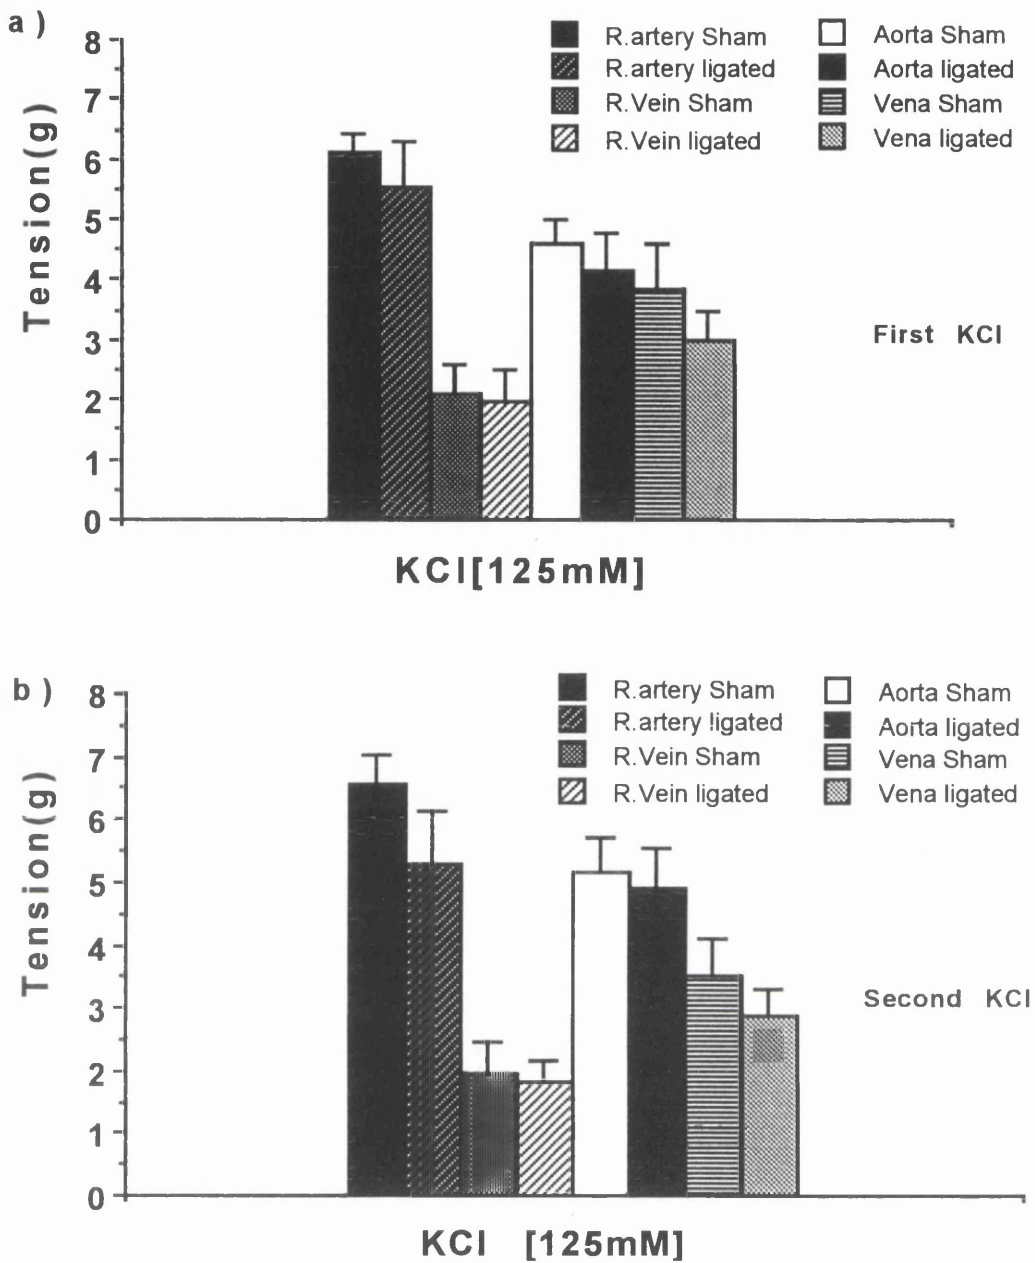 a)
8
7
6
5
4
3
2
1
0
Tension(g)
R.artery Sham
R.artery ligated
R.Vein Sham
R.Vein ligated
Aorta Sham
Aorta ligated
Vena Sham
Vena ligated
First KCl
KCl[125mM]
b)
8
7
6
5
4
3
2
1
0
Tension(g)
R.artery Sham
R.artery ligated
R.Vein Sham
R.Vein ligated
Aorta Sham
Aorta ligated
Vena Sham
Vena ligated
Second KCl
KCl [125mM]